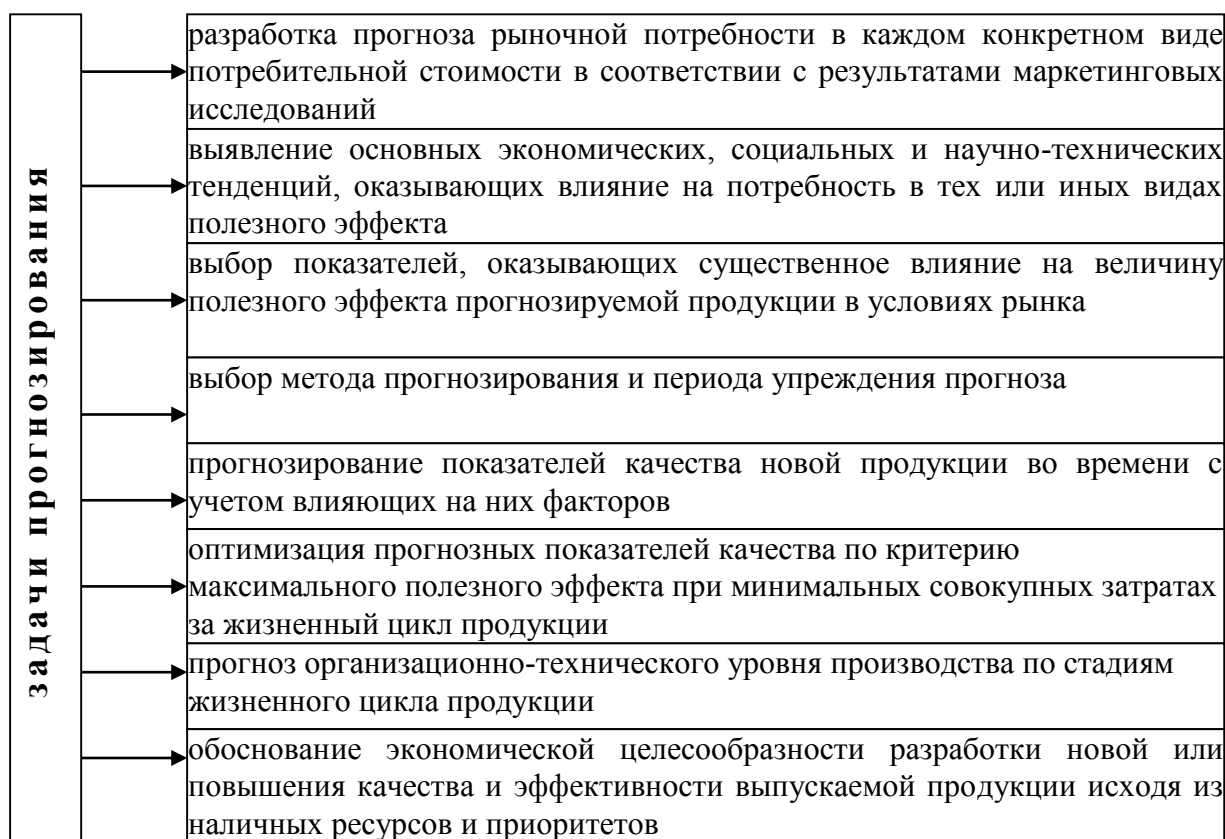 задачи прогнозирования
разработка прогноза рыночной потребности в каждом конкретном виде
потребительной стоимости в соответствии с результатами маркетинговых
исследований
выявление основных экономических, социальных и научно-технических
тенденций, оказывающих влияние на потребность в тех или иных видах
полезного эффекта
выбор показателей, оказывающих существенное влияние на величину
полезного эффекта прогнозируемой продукции в условиях рынка
выбор метода прогнозирования и периода упреждения прогноза
прогнозирование показателей качества новой продукции во времени с
учетом влияющих на них факторов
оптимизация прогнозных показателей качества по критерию
максимального полезного эффекта при минимальных совокупных затратах
за жизненный цикл продукции
прогноз организационно-технического уровня производства по стадиям
жизненного цикла продукции
обоснование экономической целесообразности разработки новой или
повышения качества и эффективности выпускаемой продукции исходя из
наличных ресурсов и приоритетов